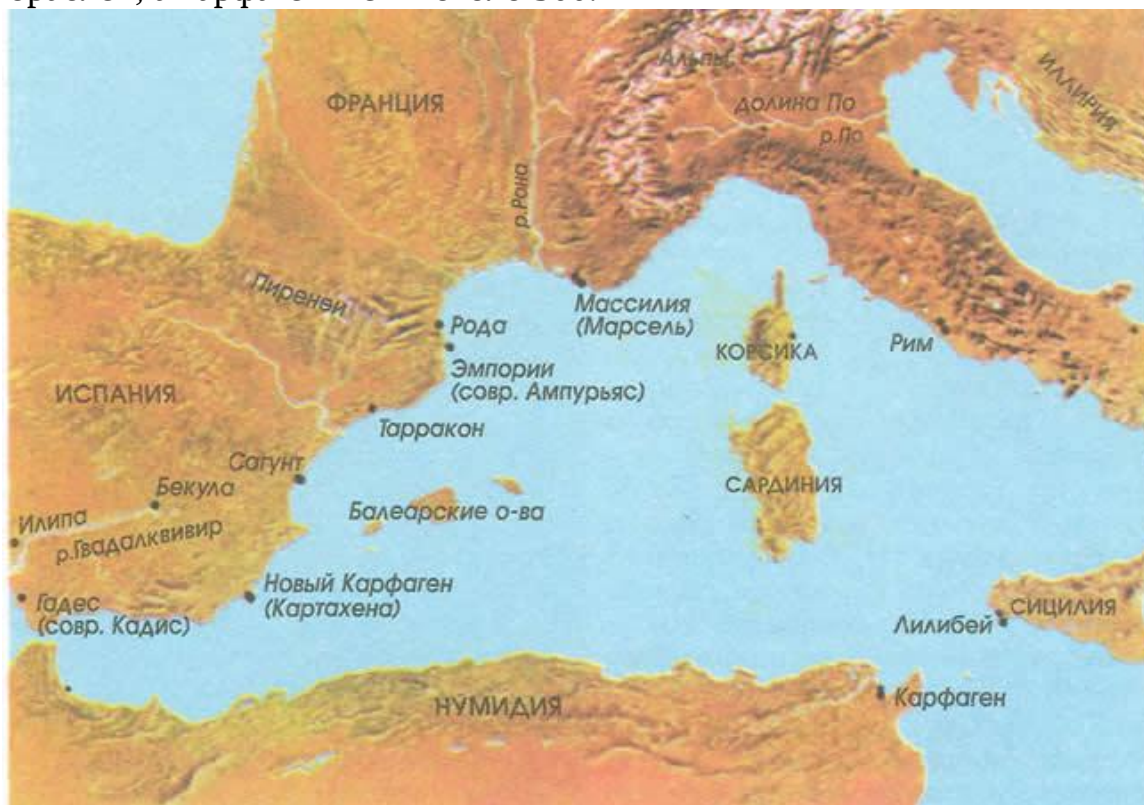 Альпы
ИЛЛИРИЯ
ФРАНЦИЯ
долина По
р.По
р.Рона
Пиренеи
Рода
Массилия
(Марсель)
КОРСИКА
Рим
Эмпории
(совр. Ампурьяс)
ИСПАНИЯ
Тарракон
Сагунт
Бекула
САРДИНИЯ
Балеарские о-ва
Илипа
р.Гвадалквивир
Новый Карфаген
(Картахена)
Гадес
(совр. Кадис)
СИЦИЛИЯ
Лилибей
НУМИДИЯ
Карфаген